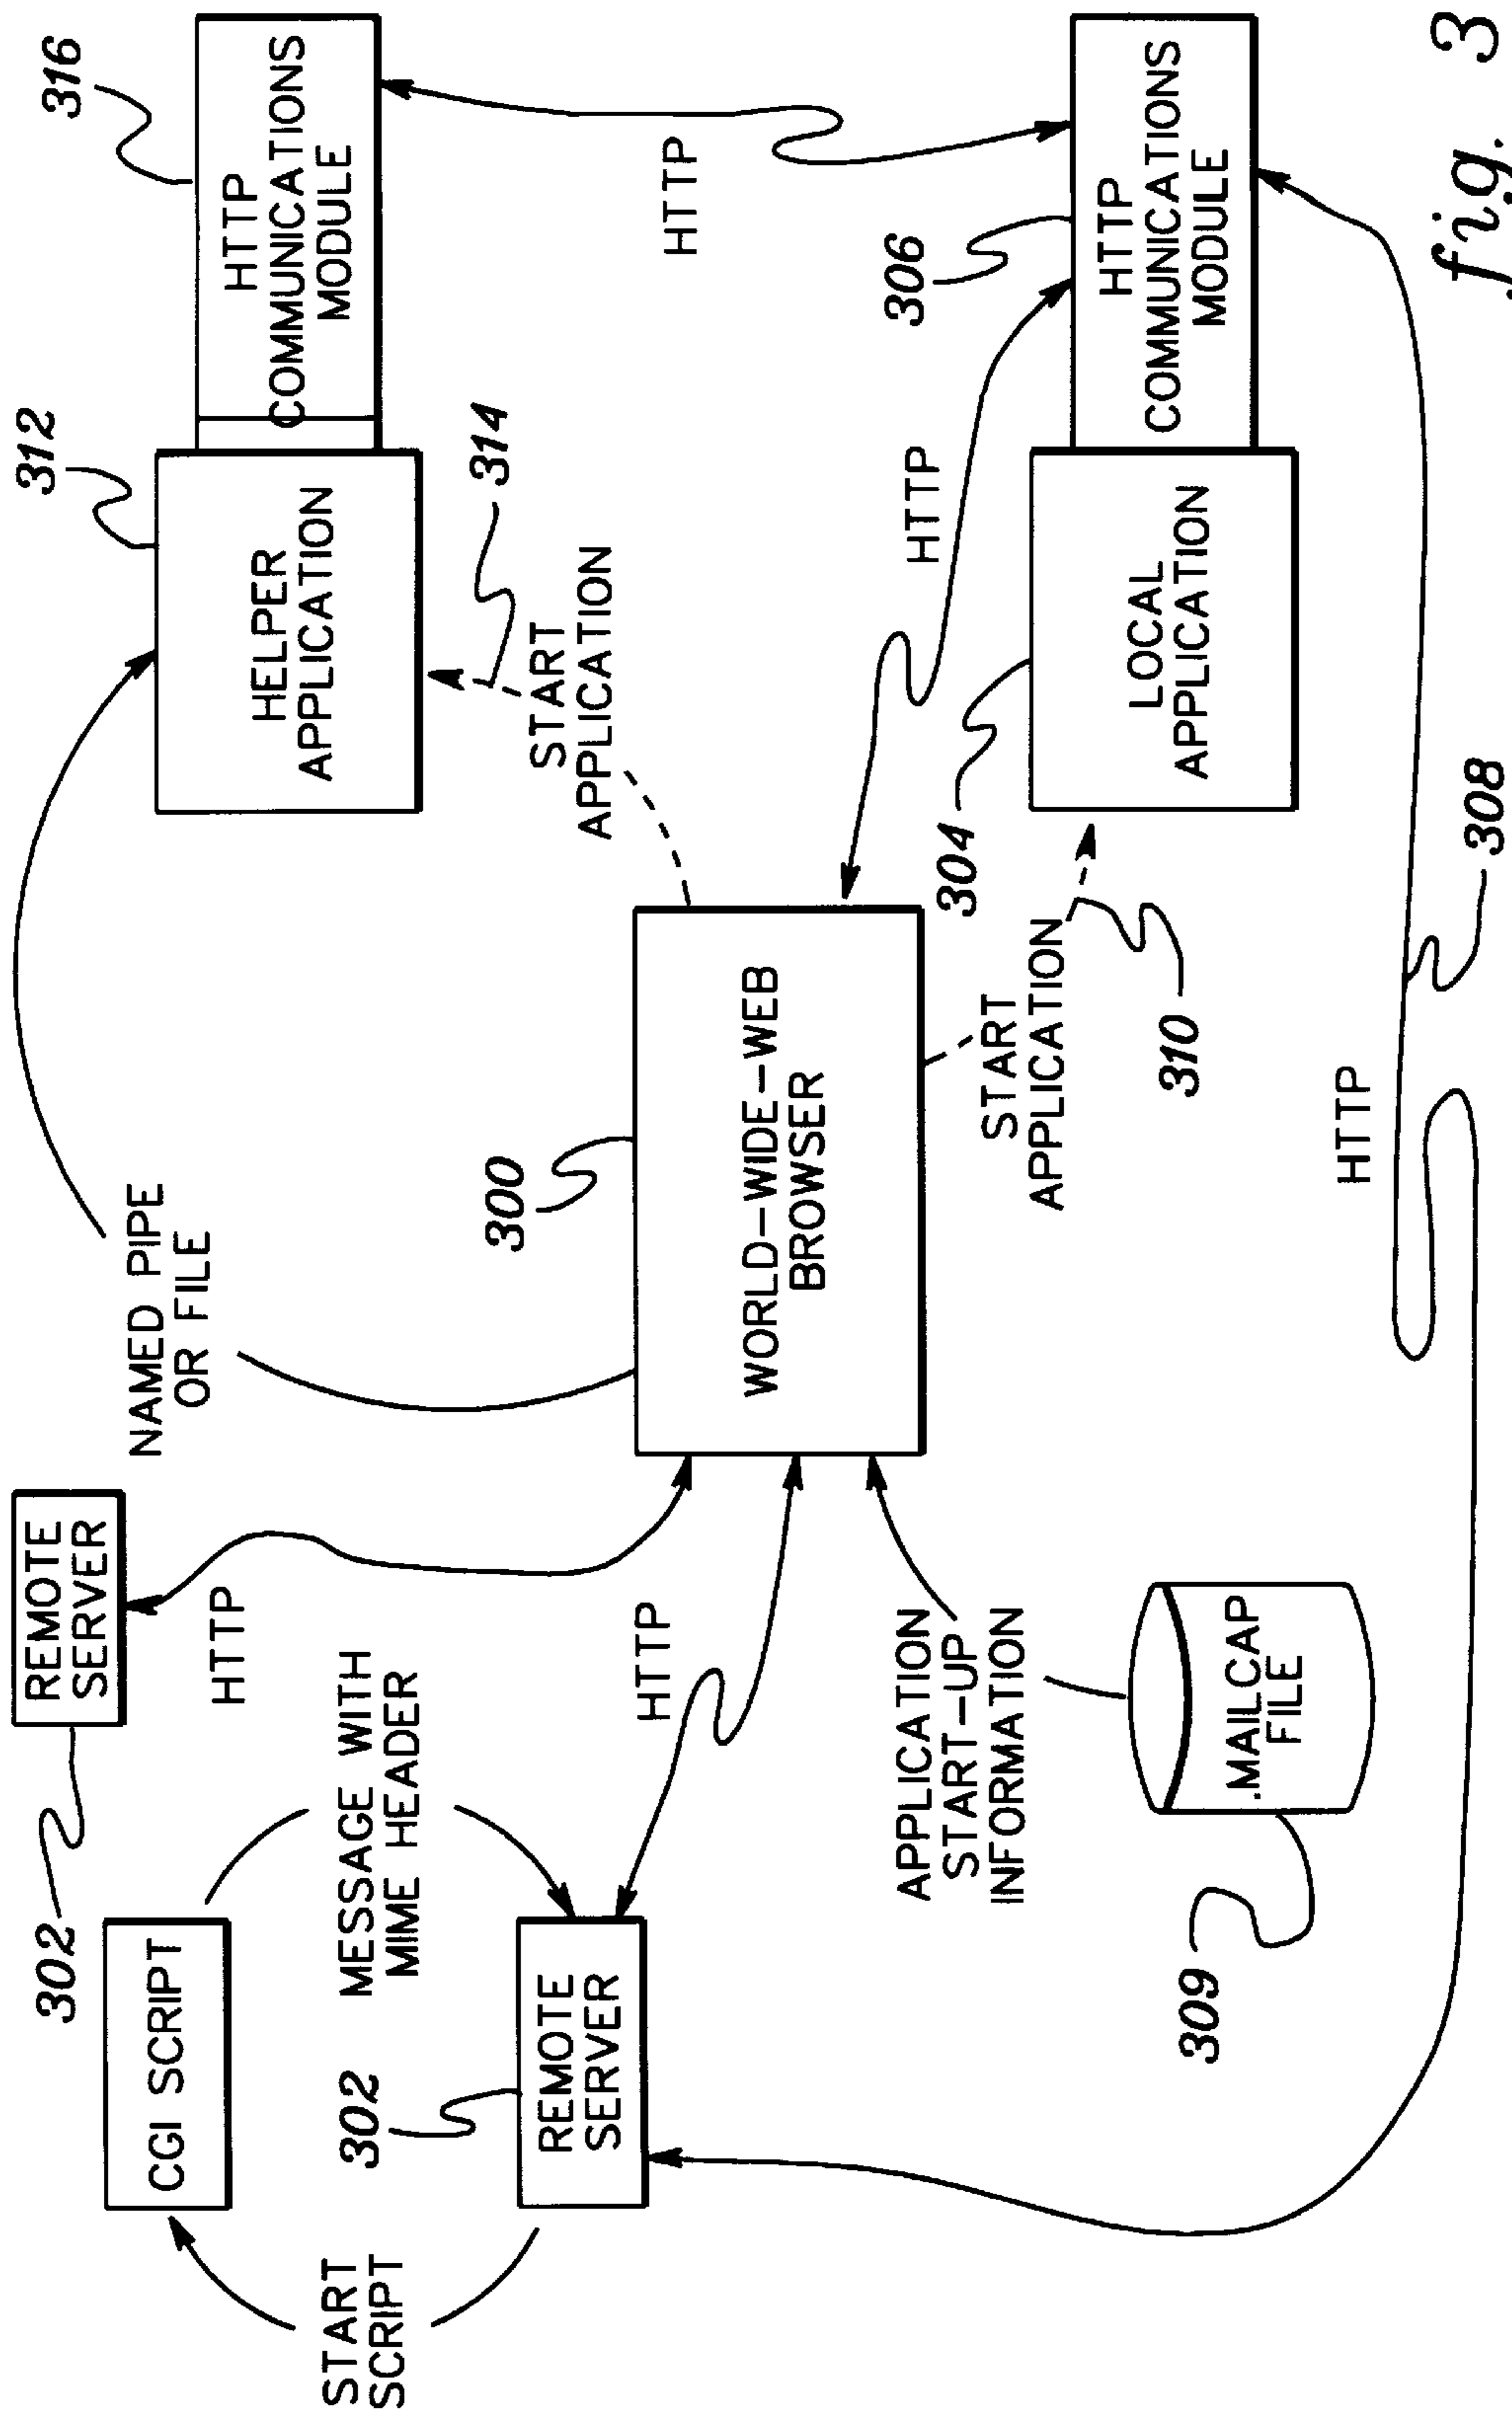 302
REMOTE
SERVER
CGI SCRIPT
HTTP
NAMED PIPE
OR FILE
312
316
HELPER
APPLICATION
HTTP
COMMUNICATIONS
MODULE
START
SCRIPT
MESSAGE WITH
MIME HEADER
302
REMOTE
SERVER
HTTP
300
WORLD-WIDE-WEB
BROWSER
314
START
APPLICATION
HTTP
HTTP
306
304
APPLICATION
START-UP
INFORMATION
START
APPLICATION
310
LOCAL
APPLICATION
HTTP
COMMUNICATIONS
MODULE
309
.MAILCAP
FILE
HTTP
308
fig. 3